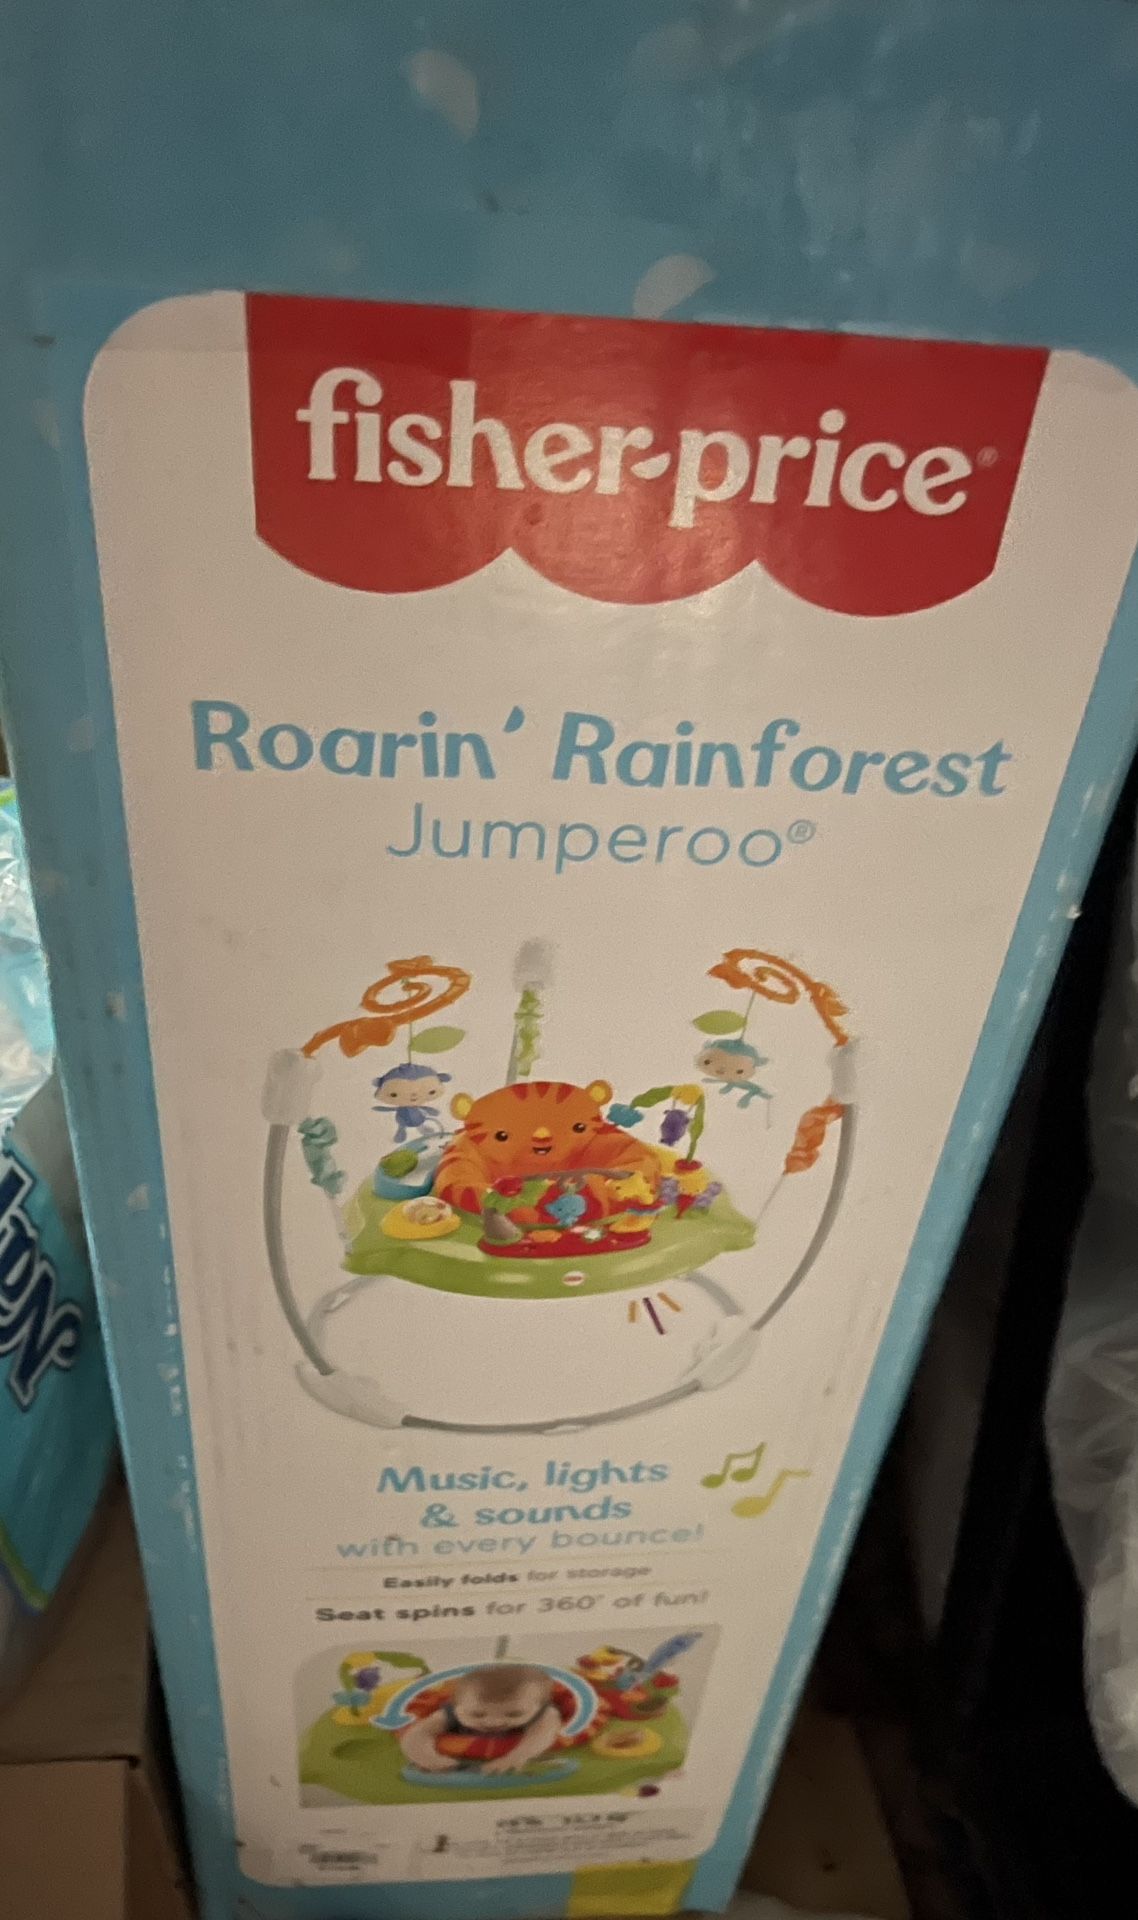 fisher-price®
Roarin' Rainforest
Jumperoo®
Music, lights
& sounds
with every bounce!
Easily folds for storage
Seat spins for 360° of fun!